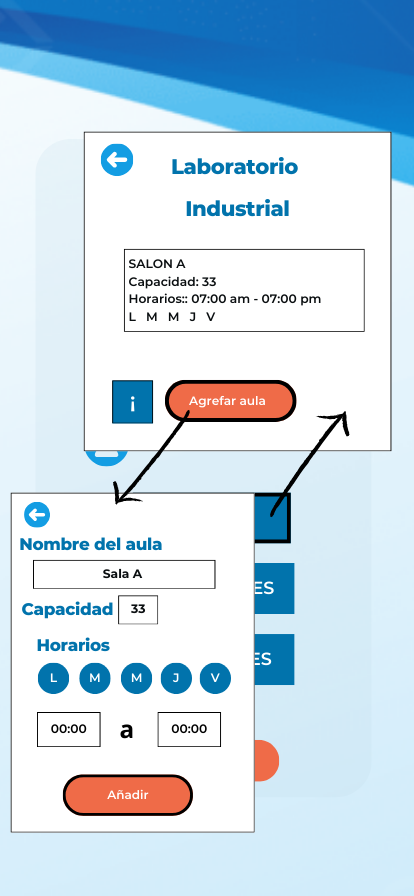 Laboratorio
Industrial
SALON A
Capacidad: 33
Horarios:: 07:00 am - 07:00 pm
L M M J V
¡
Agrefar aula
Nombre del aula
Sala A
Capacidad 33
Horarios
L M M J V
00:00 a 00:00
Añadir
ES
ES